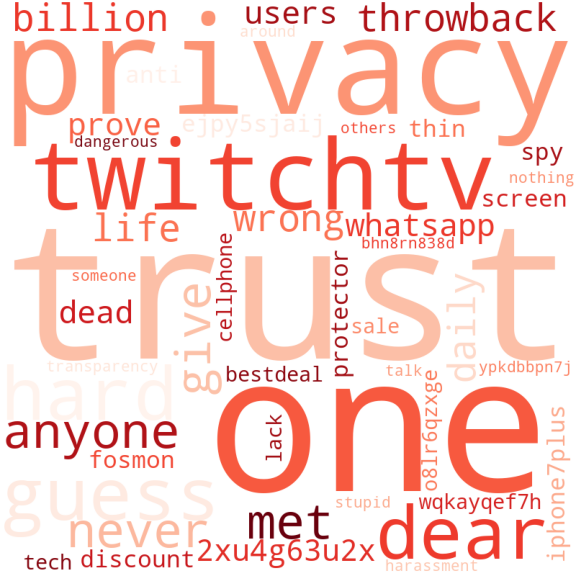 billion users throwback
around
privacy
anti
prove ejpy5sjaij others thin
dangerous
twitchtv spy
nothing
screen
life wrong whatsapp
bhn8rn838d
trust
someone
cellphone
protector
dead give sale daily
transparency
talk ypkdbbpn7j
bestdeal
hard
one
anyone lack
o8lr6qzxge
iphone7plus
fosmon
guess
stupid wqkayqef7h
never met dear
2xu4g63u2x
tech discount harassment